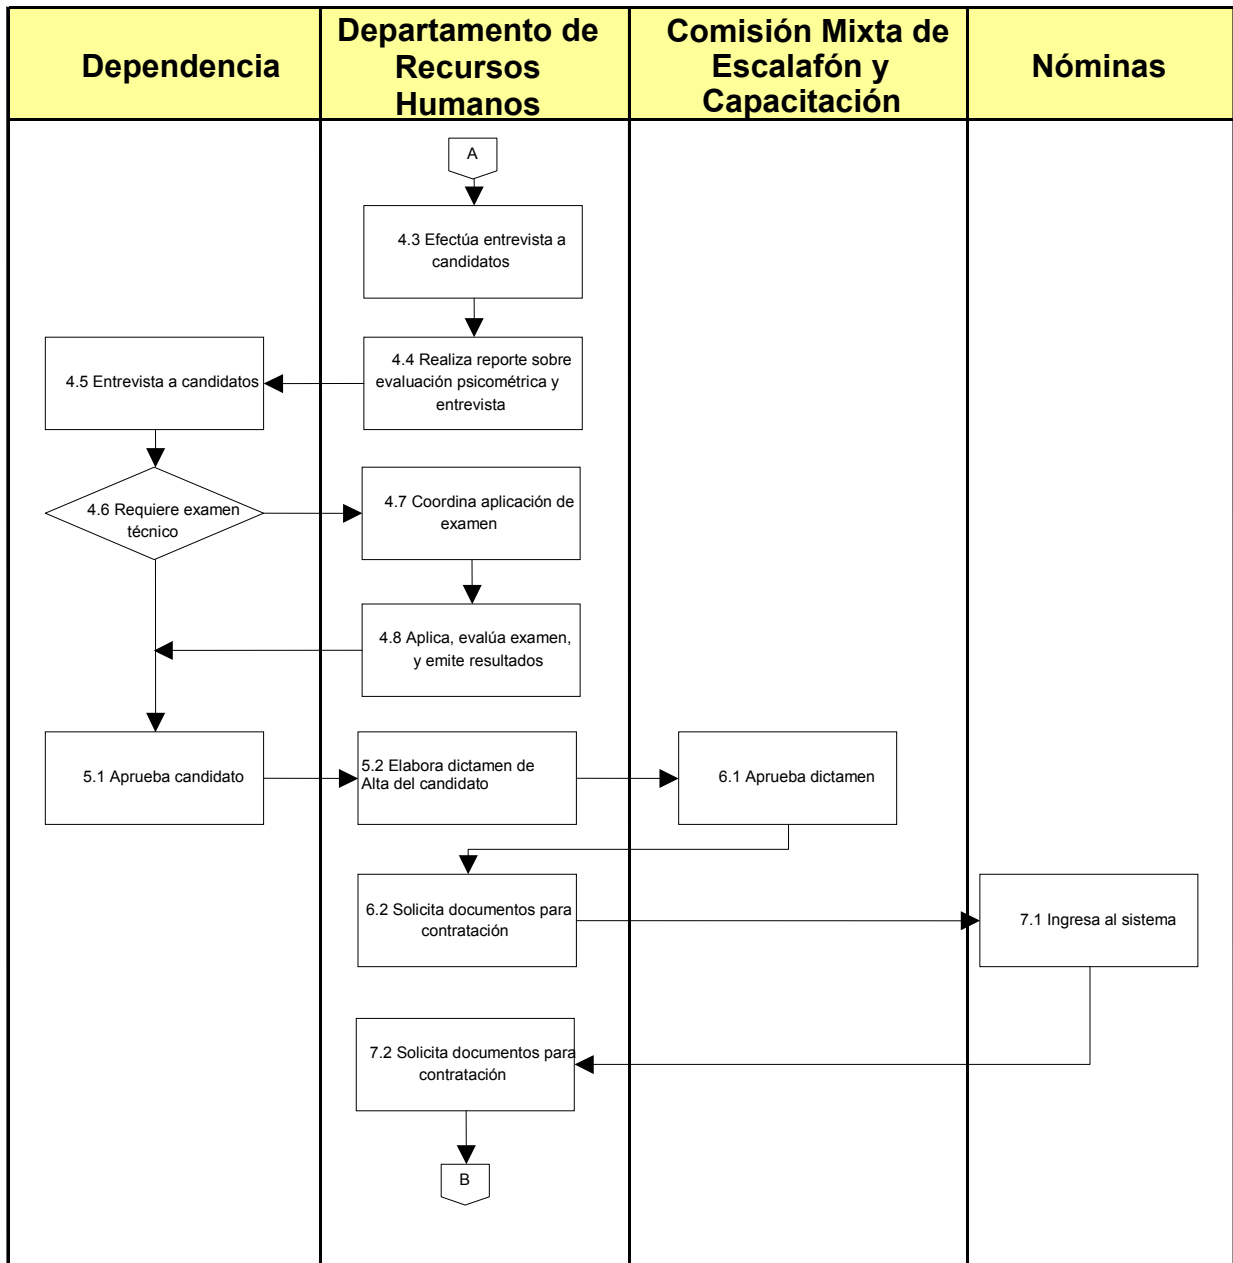 Dependencia
Departamento de
Recursos
Humanos
Comisión Mixta de
Escalafón y
Capacitación
Nóminas
A
4.3 Efectúa entrevista a
candidatos
4.4 Realiza reporte sobre
evaluación psicométrica y
entrevista
4.5 Entrevista a candidatos
4.6 Requiere examen
técnico
4.7 Coordina aplicación de
examen
4.8 Aplica, evalúa examen,
y emite resultados
5.1 Aprueba candidato
5.2 Elabora dictamen de
Alta del candidato
6.1 Aprueba dictamen
6.2 Solicita documentos para
contratación
7.1 Ingresa al sistema
7.2 Solicita documentos para
contratación
B